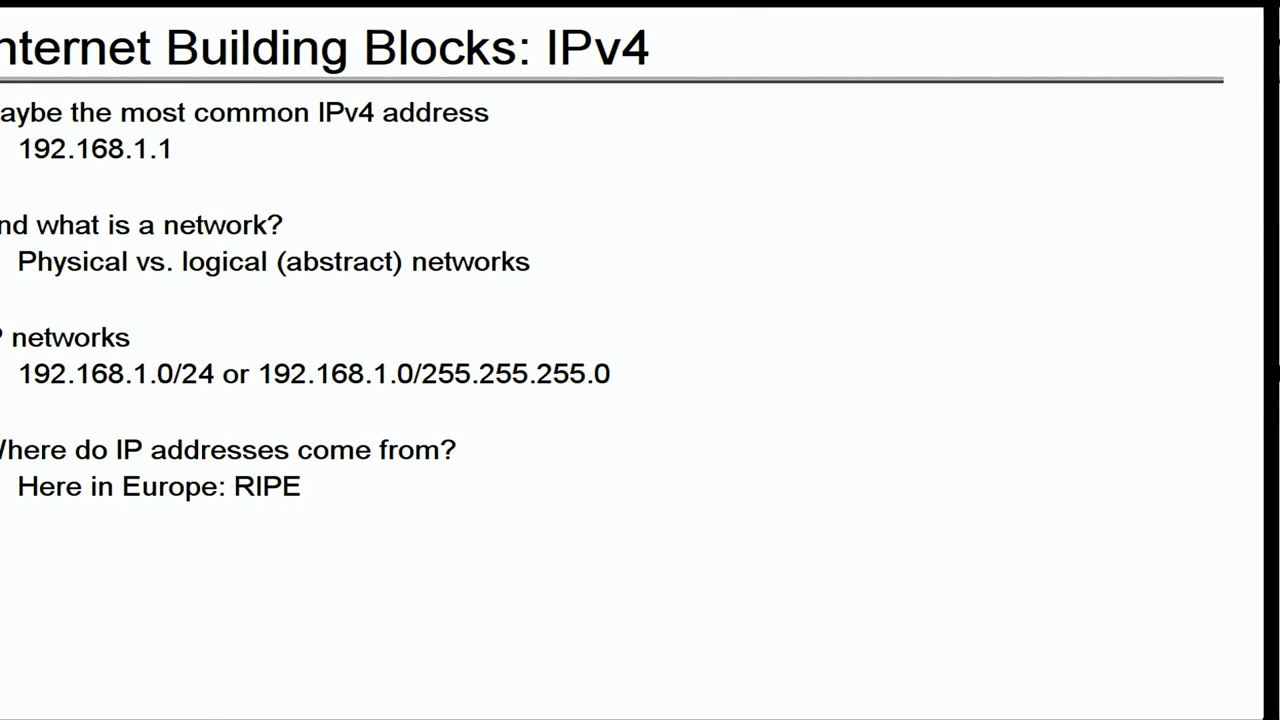 nternet Building Blocks: IPv4
aybe the most common IPv4 address
192.168.1.1
nd what is a network?
Physical vs. logical (abstract) networks
P networks
192.168.1.0/24 or 192.168.1.0/255.255.255.0
Where do IP addresses come from?
Here in Europe: RIPE